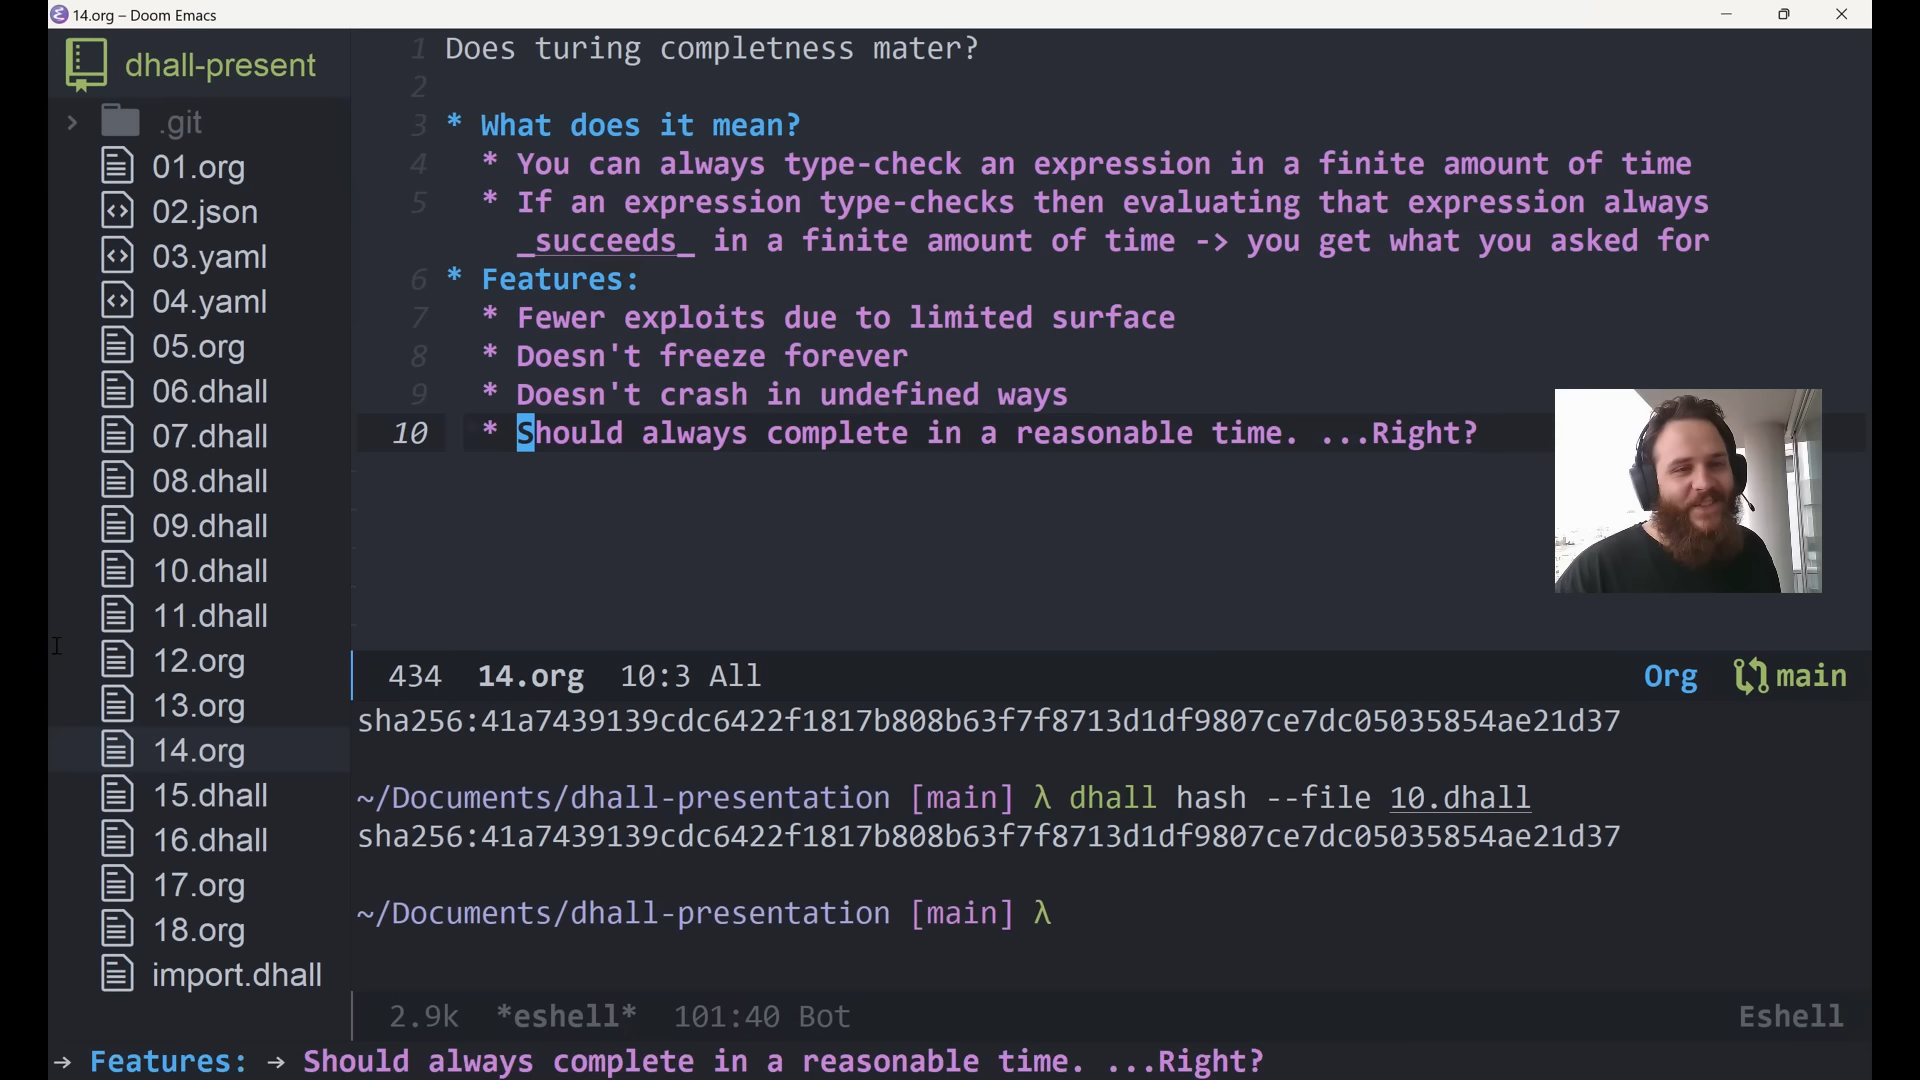 14.org – Doom Emacs
dhall-present
.git
01.org
02.json
03.yaml
04.yaml
05.org
06.dhall
07.dhall
08.dhall
09.dhall
10.dhall
11.dhall
12.org
13.org
14.org
15.dhall
16.dhall
17.org
18.org
import.dhall
1 Does turing completness mater?
2
3 * What does it mean?
4 * You can always type-check an expression in a finite amount of time
5 * If an expression type-checks then evaluating that expression always
_succeeds_ in a finite amount of time -> you get what you asked for
6 * Features:
7 * Fewer exploits due to limited surface
8 * Doesn't freeze forever
9 * Doesn't crash in undefined ways
10 * Should always complete in a reasonable time. ...Right?
434 14.org 10:3 All Org main
sha256:41a7439139cdc6422f1817b808b63f7f8713d1df9807ce7dc05035854ae21d37
~/Documents/dhall-presentation [main] λ dhall hash --file 10.dhall
sha256:41a7439139cdc6422f1817b808b63f7f8713d1df9807ce7dc05035854ae21d37
~/Documents/dhall-presentation [main] λ
2.9k *eshell* 101:40 Bot Eshell
→ Features: → Should always complete in a reasonable time. ...Right?